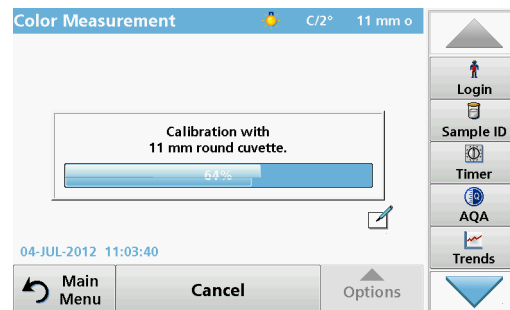 Color Measurement C/2° 11 mm o
Login
Sample ID
Timer
AQA
Trends
Calibration with
11 mm round cuvette.
64%
04-JUL-2012 11:03:40
Main
Menu
Cancel
Options